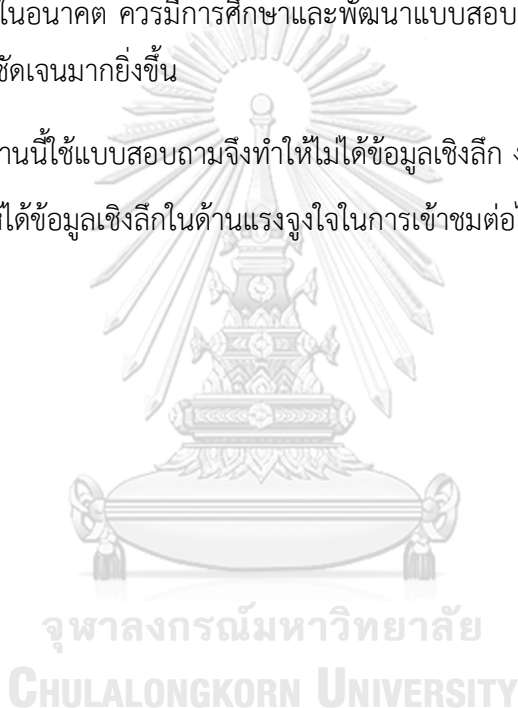 ในอนาคต ควรมีการศึกษาและพัฒนาแบบสอบ
ชัดเจนมากยิ่งขึ้น
านนี้ใช้แบบสอบถามจึงทำให้ไม่ได้ข้อมูลเชิงลึก
ได้ข้อมูลเชิงลึกในด้านแรงจูงใจในการเข้าชมต่อ
จุฬาลงกรณ์มหาวิทยาลัย
CHULALONGKORN UNIVERSITY